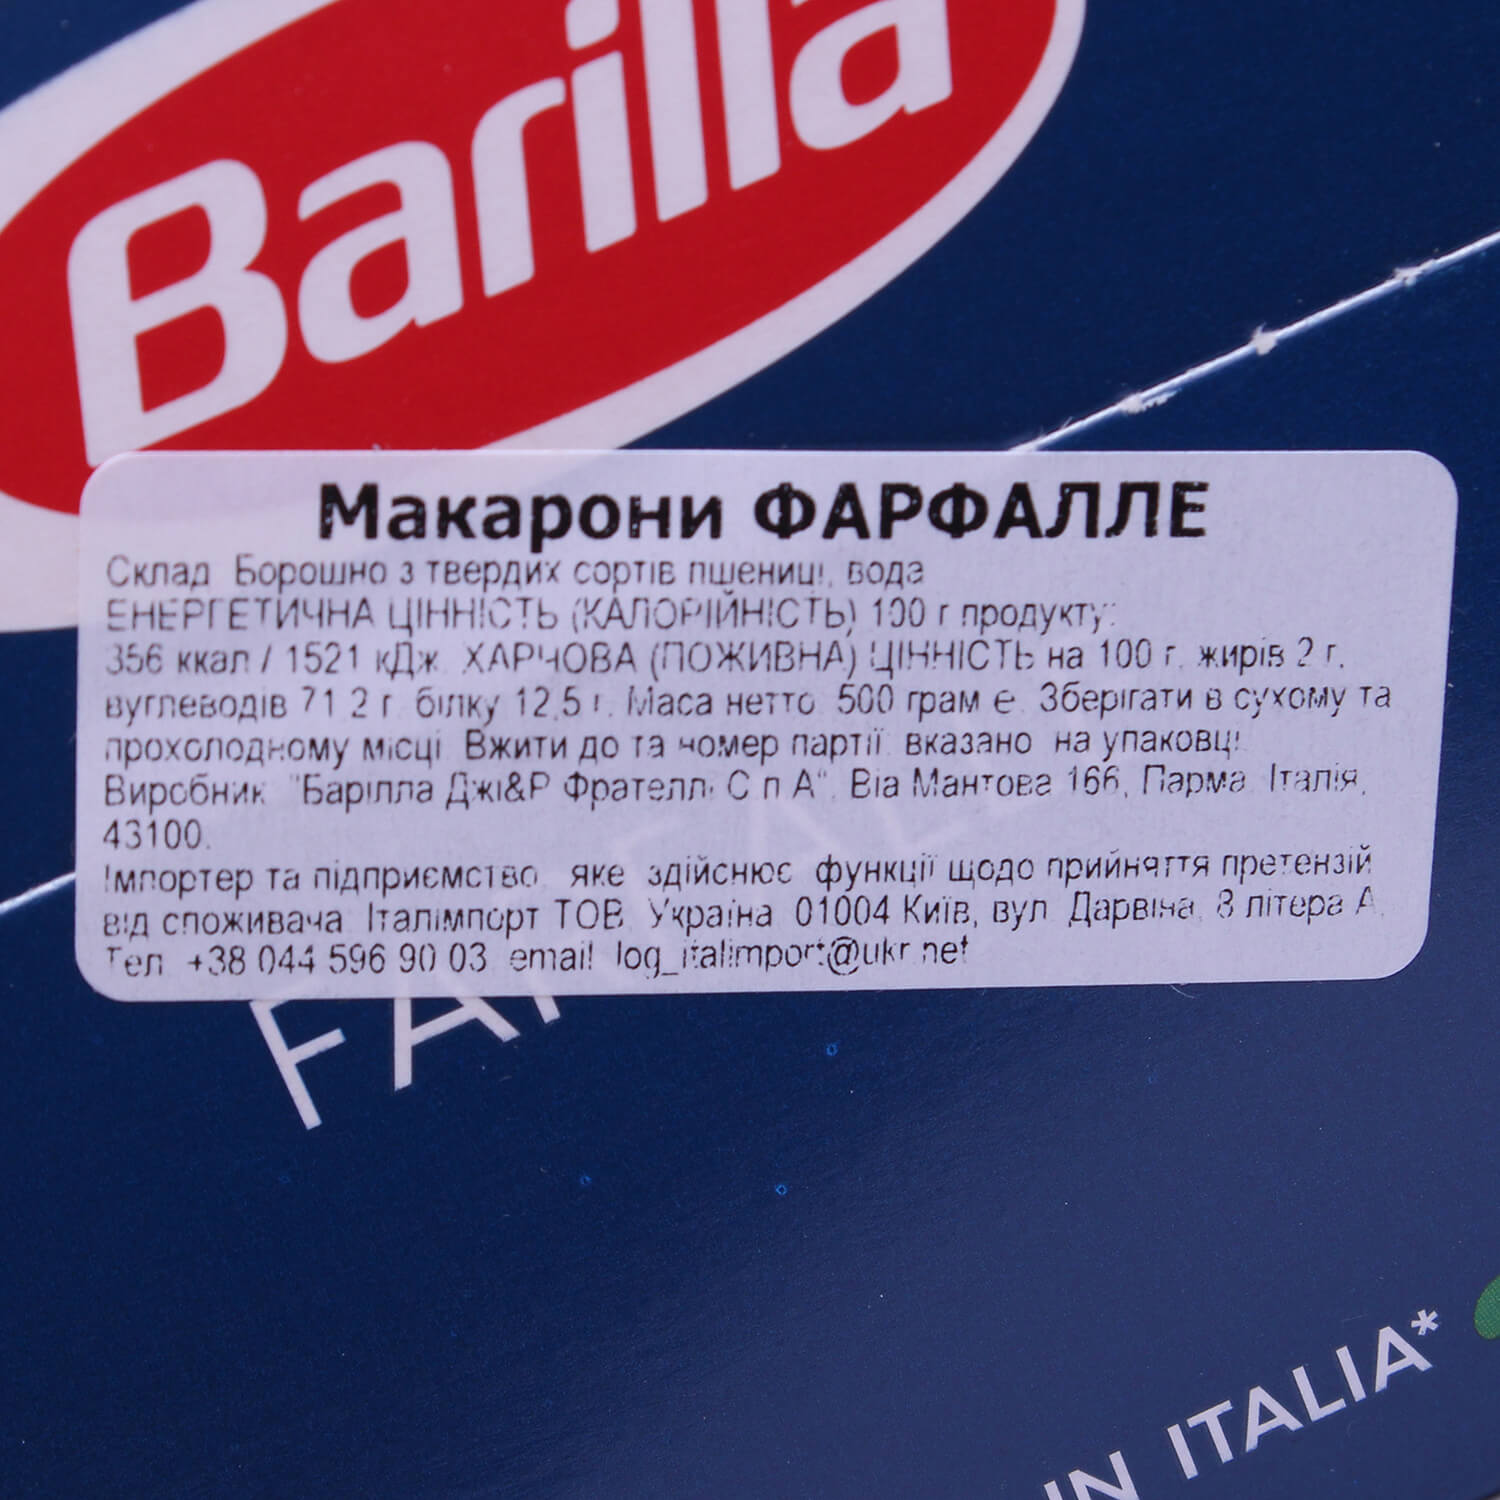 Barilla
Макарони ФАРФАЛЛЕ
Склад Борошно з твердих сортів пшениці, вода
ЕНЕРГЕТИЧНА ЦІННІСТЬ (КАЛОРІЙНІСТЬ) 100 г продукту:
356 ккал / 1521 кДж. ХАРЧОВА (ПОЖИВНА) ЦІННІСТЬ на 100 г. жирів 2 г,
вуглеводів 71 2 г білку 12,5 г. Маса нетто 500 грам е. Зберігати в сухому та
прохолодному місці Вжити до та номер партії вказано на упаковці
Виробник "Барілла Джі&Р Фрателлі С п А". Віа Мантова 166, Парма Італія,
43100.
Імпортер та підприємство яке здійснює функції щодо прийняття претензій
від споживача Італімпорт ТОВ Україна 01004 Київ, вул Дарвіна, 8 літера А,
Тел +38 044 596 90 03 email log_italimport@ukr.net
FARFALLE
IN ITALIA*